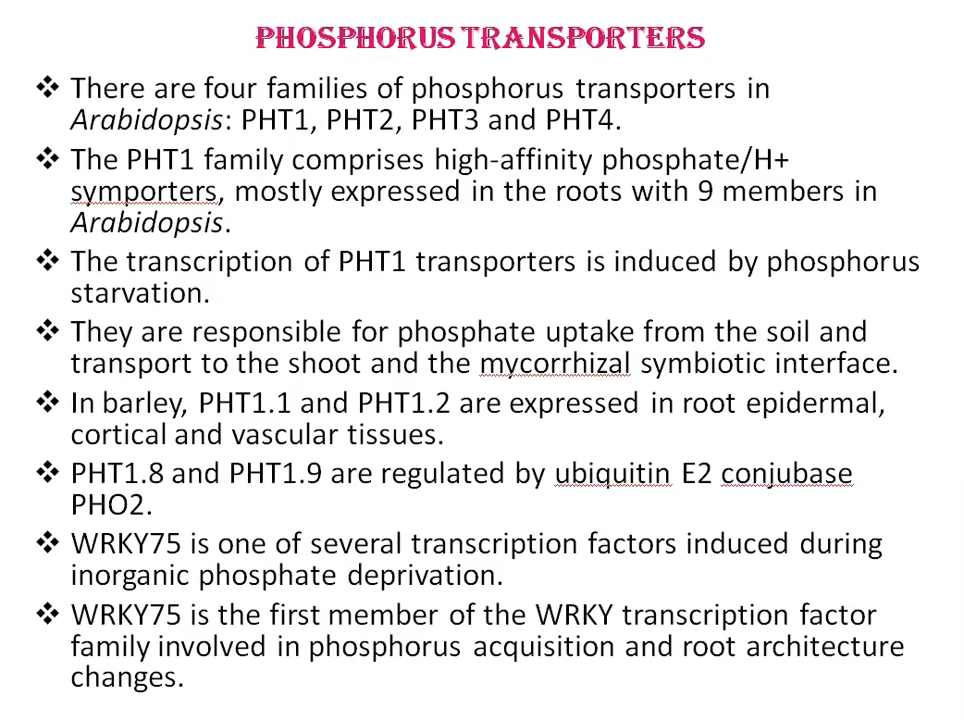 PHOSPHORUS TRANSPORTERS
❖ There are four families of phosphorus transporters in
Arabidopsis: PHT1, PHT2, PHT3 and PHT4.
❖ The PHT1 family comprises high-affinity phosphate/H+
symporters, mostly expressed in the roots with 9 members in
Arabidopsis.
❖ The transcription of PHT1 transporters is induced by phosphorus
starvation.
❖ They are responsible for phosphate uptake from the soil and
transport to the shoot and the mycorrhizal symbiotic interface.
❖ In barley, PHT1.1 and PHT1.2 are expressed in root epidermal,
cortical and vascular tissues.
❖ PHT1.8 and PHT1.9 are regulated by ubiquitin E2 conjubase
PHO2.
❖ WRKY75 is one of several transcription factors induced during
inorganic phosphate deprivation.
❖ WRKY75 is the first member of the WRKY transcription factor
family involved in phosphorus acquisition and root architecture
changes.